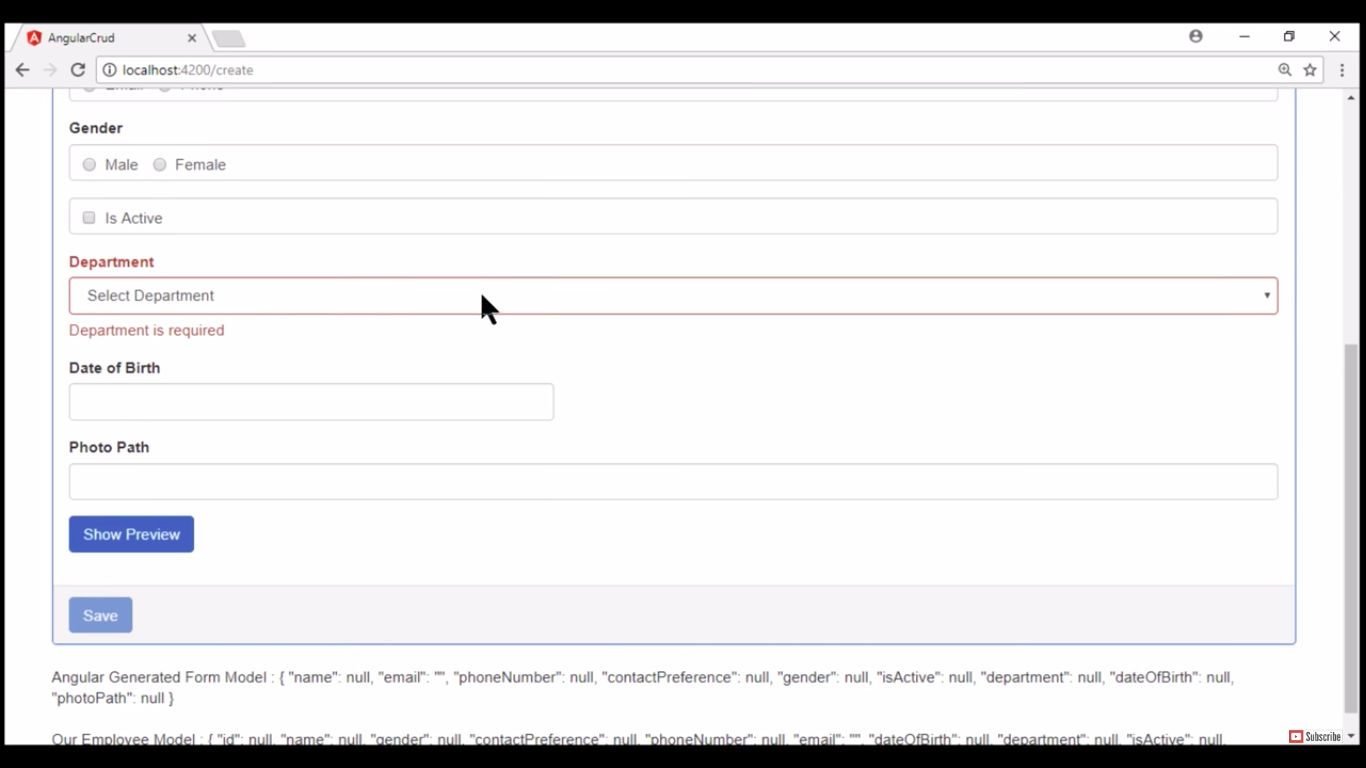 AngularCrud
localhost:4200/create
Email Phone
Gender
Male Female
Is Active
Department
Select Department
Department is required
Date of Birth
Photo Path
Show Preview
Save
Angular Generated Form Model : { "name": null, "email": "", "phoneNumber": null, "contactPreference": null, "gender": null, "isActive": null, "department": null, "dateOfBirth": null,
"photoPath": null }
Our Employee Model : { "id": null, "name": null, "gender": null, "contactPreference": null, "phoneNumber": null, "email": "", "dateOfBirth": null, "department": null, "isActive": null,
Subscribe